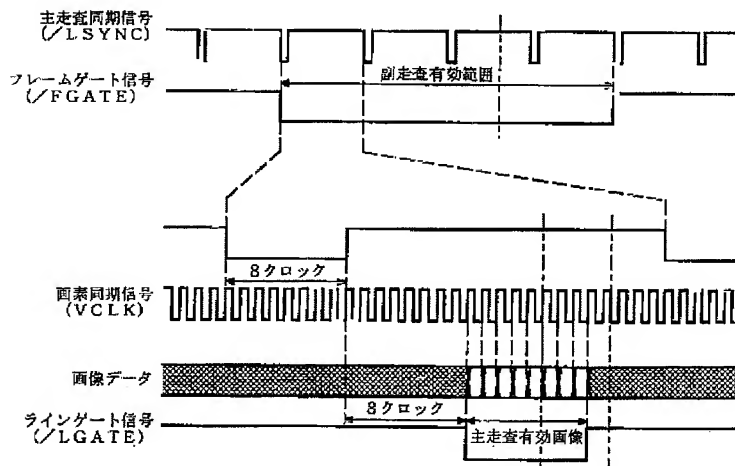 主走査同期信号
(／LSYNC)
副走査有効範囲
フレームゲート信号
(／FGATE)
8クロック
画素同期信号
(VCLK)
画像データ
8クロック
ラインゲート信号
(／LGATE)
主走査有効画像